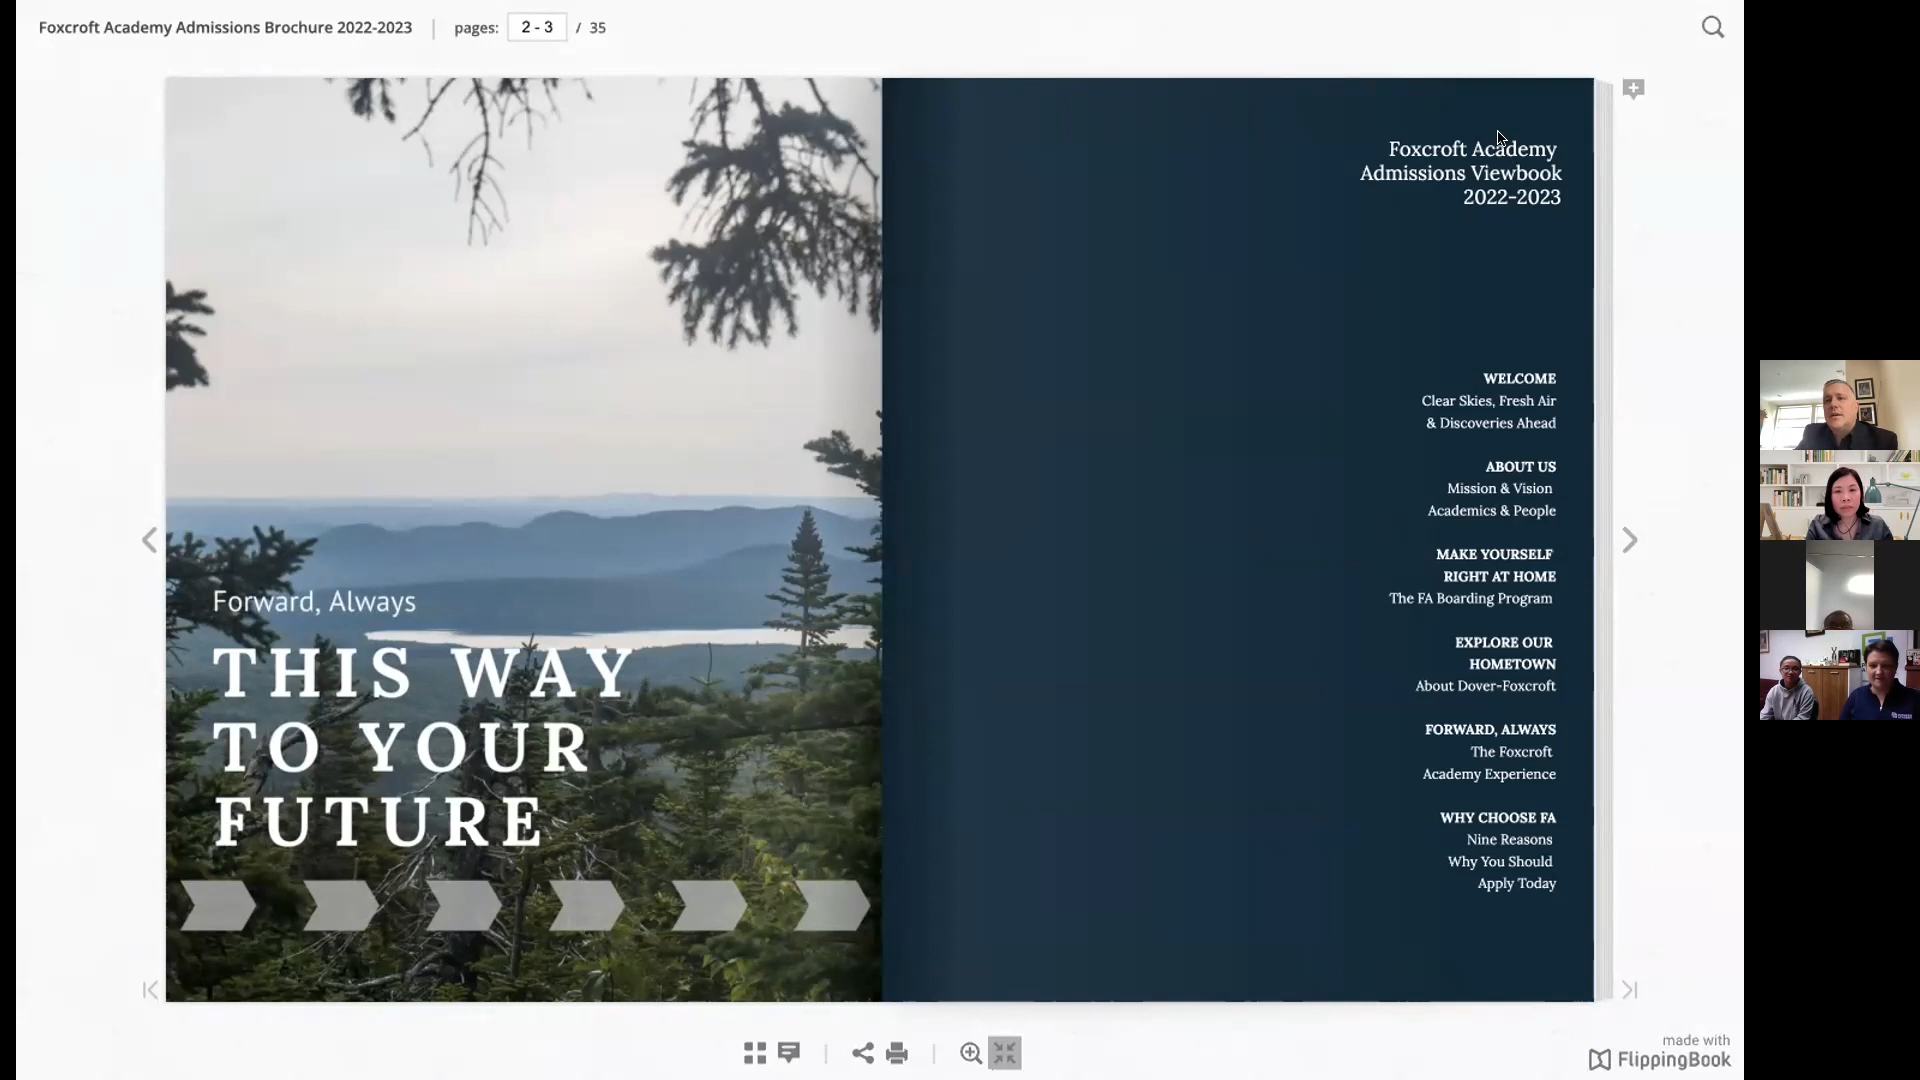 Foxcroft Academy Admissions Brochure 2022-2023
pages: 2 - 3 / 35
Forward, Always
THIS WAY
TO YOUR
FUTURE
Foxcroft Academy
Admissions Viewbook
2022-2023
WELCOME
Clear Skies, Fresh Air
& Discoveries Ahead
ABOUT US
Mission & Vision
Academics & People
MAKE YOURSELF
RIGHT AT HOME
The FA Boarding Program
EXPLORE OUR
HOMETOWN
About Dover-Foxcroft
FORWARD, ALWAYS
The Foxcroft
Academy Experience
WHY CHOOSE FA
Nine Reasons
Why You Should
Apply Today
made with
FlippingBook